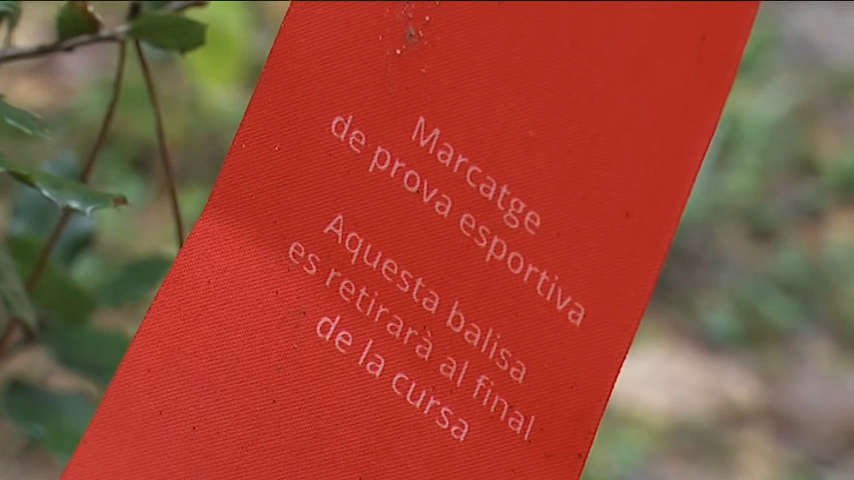 Marcatge
de prova esportiva
Aquesta balisa
es retirarà al final
de la cursa